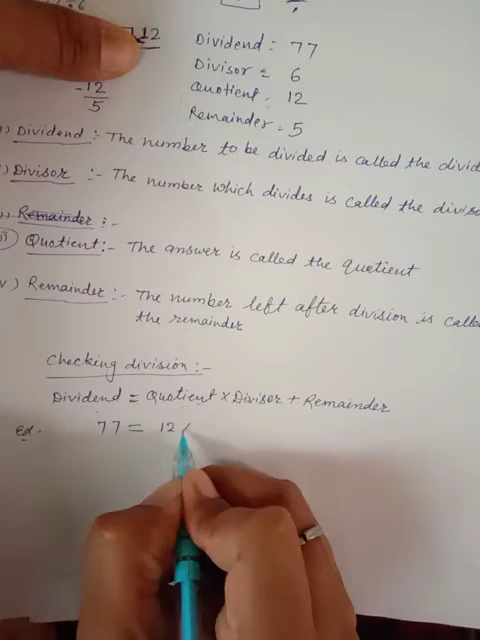 12
Dividend = 77
Divisor = 6
Quotient = 12
Remainder = 5
-12
5
Dividend :- The number to be divided is called the divid
Divisor :- The number which divides is called the diviso
Remainder :-
Quotient :- The answer is called the quotient
v) Remainder :- The number left after division is calle
the remainder
Checking division :-
Dividend = Quotient × Divisor + Remainder
Ex. 77 = 12